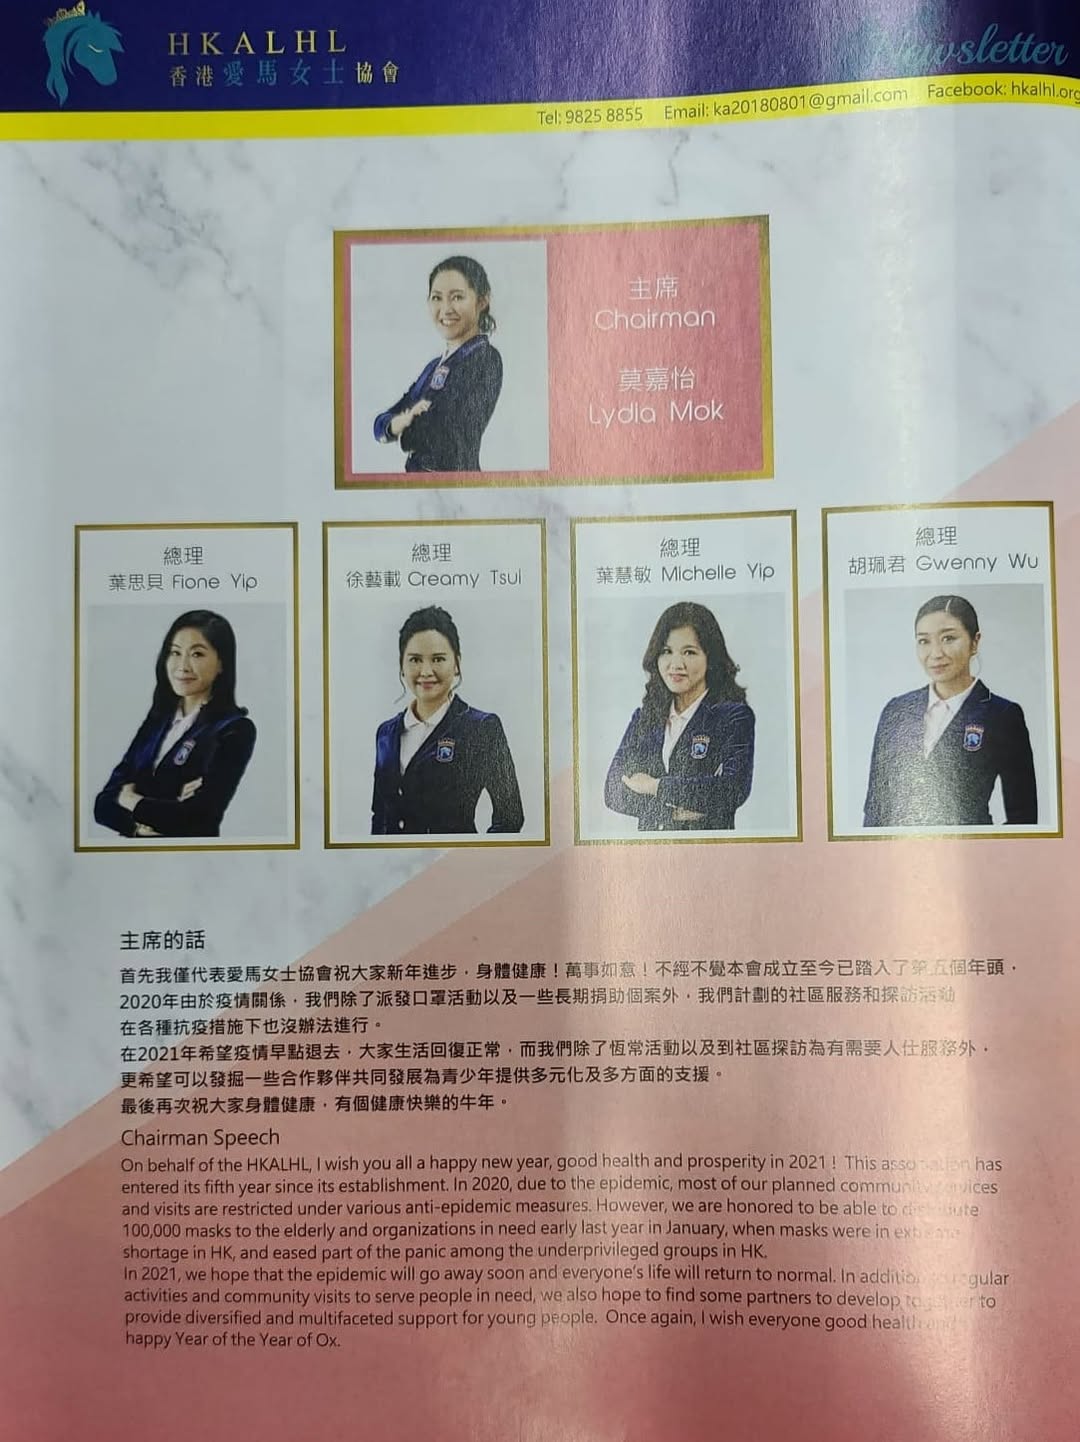 HKALHL
香港愛馬女士協會
Newsletter
Tel: 9825 8855 Email: ka20180801@gmail.com Facebook: hkalhl.org
主席
Chairman
莫嘉怡
Lydia Mok
總理
葉思貝 Fione Yip
總理
徐藝載 Creamy Tsui
總理
葉慧敏 Michelle Yip
總理
胡珮君 Gwenny Wu
主席的話
首先我僅代表愛馬女士協會祝大家新年進步，身體健康！萬事如意！不經不覺本會成立至今已踏入了第五個年頭，
2020年由於疫情關係，我們除了派發口罩活動以及一些長期捐助個案外，我們計劃的社區服務和探訪活動
在各種抗疫措施下也沒辦法進行。
在2021年希望疫情早點退去，大家生活回復正常，而我們除了恆常活動以及到社區探訪為有需要人仕服務外，
更希望可以發掘一些合作夥伴共同發展為青少年提供多元化及多方面的支援。
最後再次祝大家身體健康，有個健康快樂的牛年。
Chairman Speech
On behalf of the HKALHL, I wish you all a happy new year, good health and prosperity in 2021 ! This association has
entered its fifth year since its establishment. In 2020, due to the epidemic, most of our planned community services
and visits are restricted under various anti-epidemic measures. However, we are honored to be able to distribute
100,000 masks to the elderly and organizations in need early last year in January, when masks were in extreme
shortage in HK, and eased part of the panic among the underprivileged groups in HK.
In 2021, we hope that the epidemic will go away soon and everyone's life will return to normal. In addition to regular
activities and community visits to serve people in need, we also hope to find some partners to develop together to
provide diversified and multifaceted support for young people. Once again, I wish everyone good health and
happy Year of the Year of Ox.